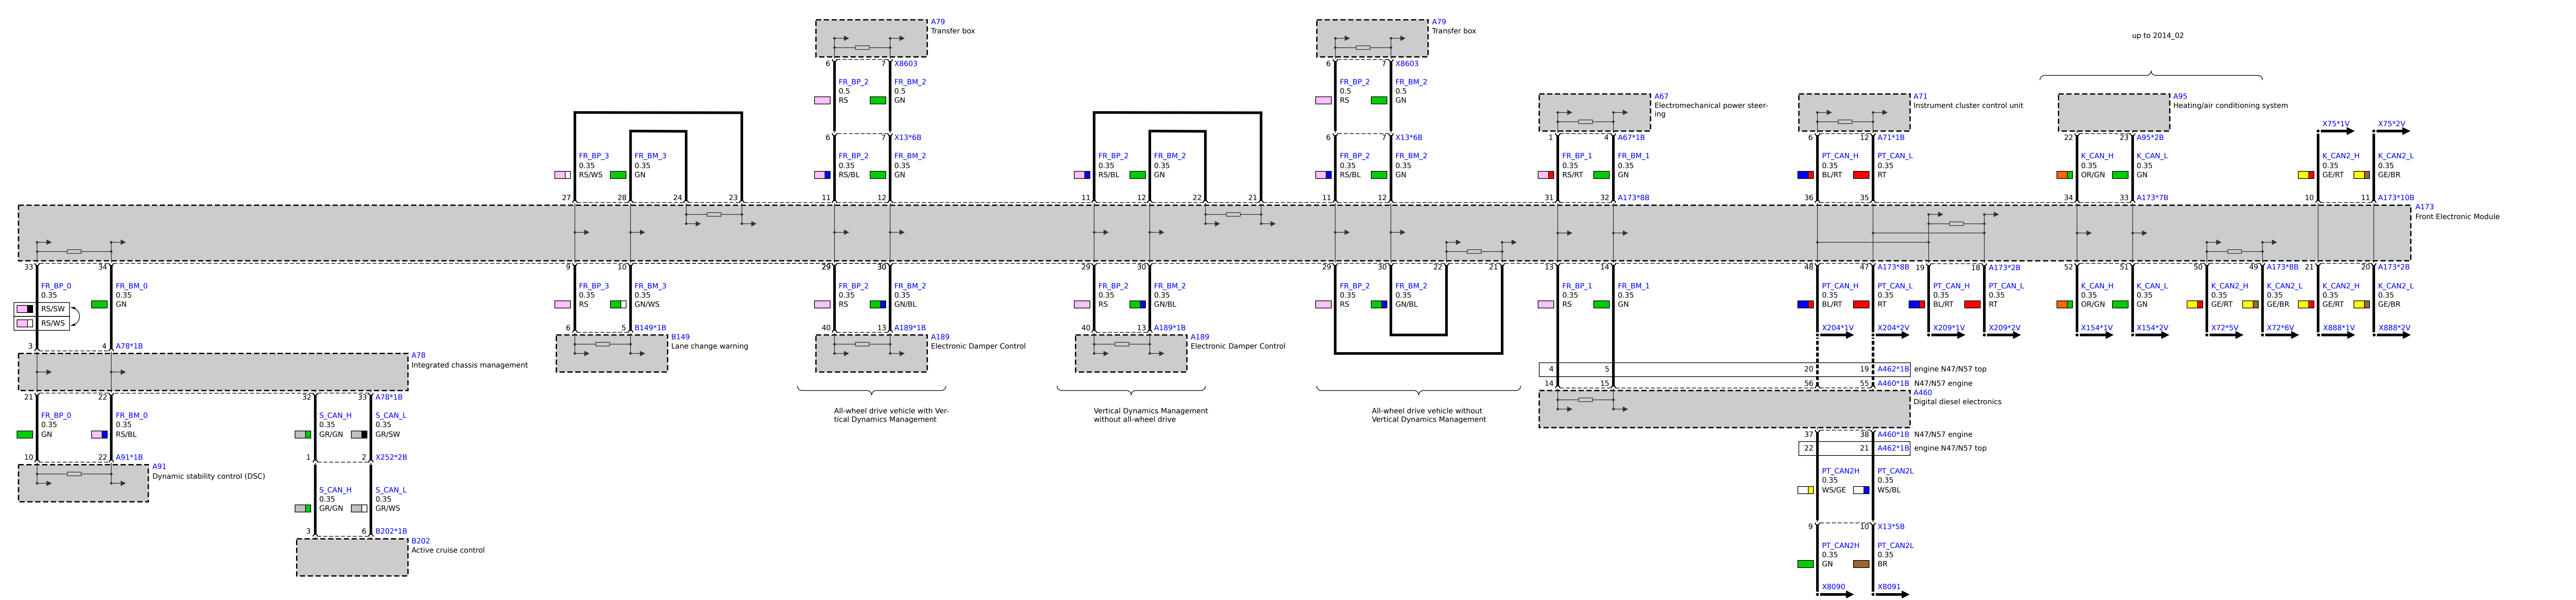 A79
Transfer box
6
7
X8603
FR_BP_2
0.5
RS
FR_BM_2
0.5
GN
6
7
X13*6B
FR_BP_2
0.35
RS/BL
FR_BM_2
0.35
GN
11
12
A79
Transfer box
6
7
X8603
FR_BP_2
0.5
RS
FR_BM_2
0.5
GN
6
7
X13*6B
FR_BP_2
0.35
RS/BL
FR_BM_2
0.35
GN
11
12
up to 2014_02
FR_BP_3
0.35
RS/WS
FR_BM_3
0.35
GN
27
28
24
23
FR_BP_2
0.35
RS/BL
FR_BM_2
0.35
GN
11
12
22
21
A67
Electromechanical power steer-
ing
1
4
A67*1B
FR_BP_1
0.35
RS/RT
FR_BM_1
0.35
GN
31
32
A173*8B
A71
Instrument cluster control unit
6
12
A71*1B
PT_CAN_H
0.35
BL/RT
PT_CAN_L
0.35
RT
36
35
A95
Heating/air conditioning system
22
23
A95*2B
K_CAN_H
0.35
OR/GN
K_CAN_L
0.35
GN
34
33
A173*7B
X75*1V
X75*2V
K_CAN2_H
0.35
GE/RT
K_CAN2_L
0.35
GE/BR
10
11
A173*10B
A173
Front Electronic Module
33
34
FR_BP_0
0.35
RS/SW
RS/WS
FR_BM_0
0.35
GN
3
4
A78*1B
A78
Integrated chassis management
21
22
FR_BP_0
0.35
GN
FR_BM_0
0.35
RS/BL
10
22
A91*1B
A91
Dynamic stability control (DSC)
32
33
A78*1B
S_CAN_H
0.35
GR/GN
S_CAN_L
0.35
GR/SW
1
2
X252*2B
S_CAN_H
0.35
GR/GN
S_CAN_L
0.35
GR/WS
3
6
B202*1B
B202
Active cruise control
9
10
FR_BP_3
0.35
RS
FR_BM_3
0.35
GN/WS
6
5
B149*1B
B149
Lane change warning
29
30
FR_BP_2
0.35
RS
FR_BM_2
0.35
GN/BL
40
13
A189*1B
A189
Electronic Damper Control
All-wheel drive vehicle with Ver-
tical Dynamics Management
29
30
FR_BP_2
0.35
RS
FR_BM_2
0.35
GN/BL
40
13
A189*1B
A189
Electronic Damper Control
Vertical Dynamics Management
without all-wheel drive
29
30
22
21
FR_BP_2
0.35
RS
FR_BM_2
0.35
GN/BL
All-wheel drive vehicle without
Vertical Dynamics Management
13
14
FR_BP_1
0.35
RS
FR_BM_1
0.35
GN
48
47
A173*8B
19
18
A173*2B
PT_CAN_H
0.35
BL/RT
PT_CAN_L
0.35
RT
PT_CAN_H
0.35
BL/RT
PT_CAN_L
0.35
RT
X204*1V
X204*2V
X209*1V
X209*2V
4
5
20
19
A462*1B
engine N47/N57 top
14
15
56
55
A460*1B
N47/N57 engine
A460
Digital diesel electronics
37
38
A460*1B
N47/N57 engine
22
21
A462*1B
engine N47/N57 top
PT_CAN2H
0.35
WS/GE
PT_CAN2L
0.35
WS/BL
9
10
X13*5B
PT_CAN2H
0.35
GN
PT_CAN2L
0.35
BR
X8090
X8091
52
51
K_CAN_H
0.35
OR/GN
K_CAN_L
0.35
GN
X154*1V
X154*2V
50
49
A173*8B
K_CAN2_H
0.35
GE/RT
K_CAN2_L
0.35
GE/BR
X72*5V
X72*6V
21
20
A173*2B
K_CAN2_H
0.35
GE/RT
K_CAN2_L
0.35
GE/BR
X888*1V
X888*2V